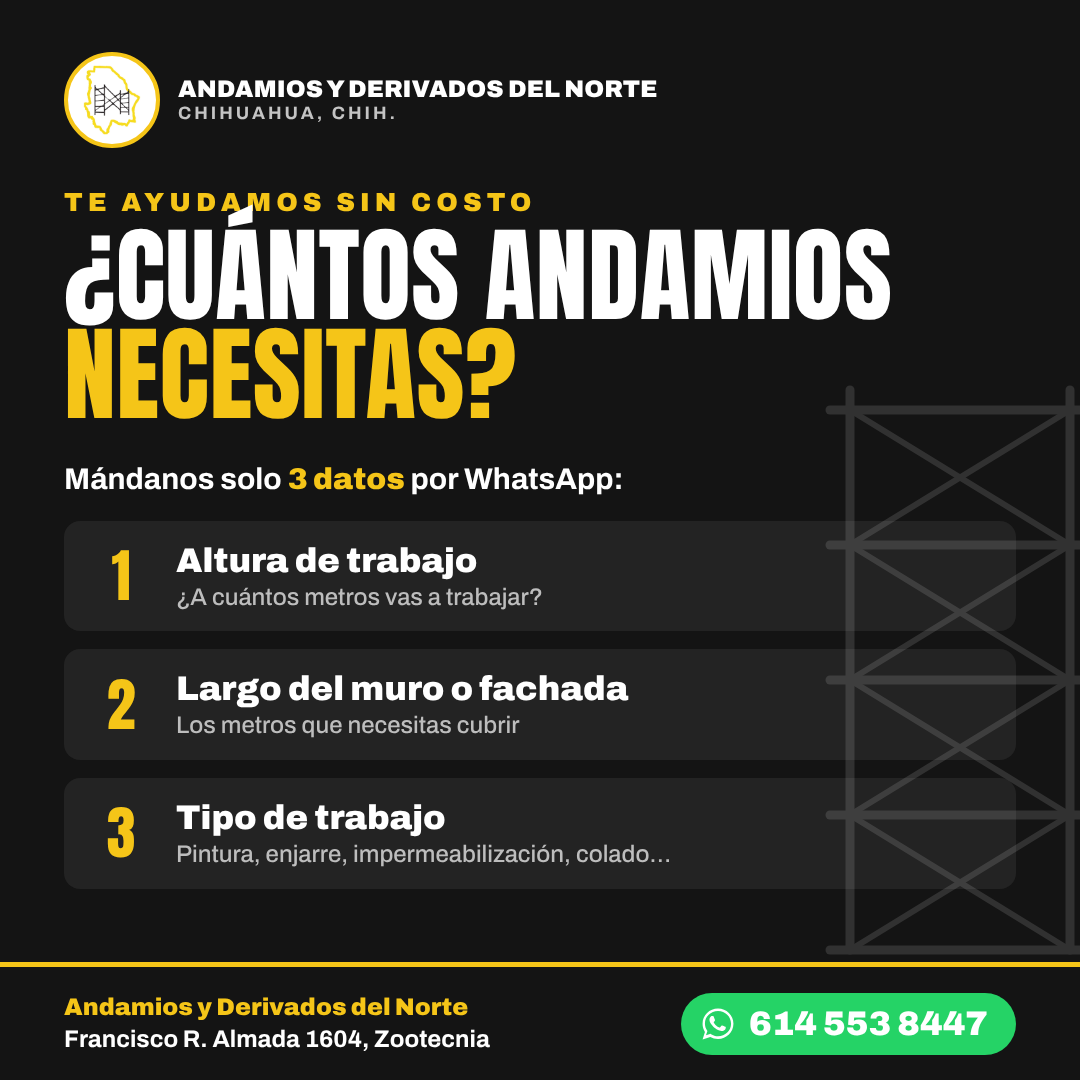 ANDAMIOS Y DERIVADOS DEL NORTE
CHIHUAHUA, CHIH.
TE AYUDAMOS SIN COSTO
¿CUÁNTOS ANDAMIOS
NECESITAS?
Mándanos solo 3 datos por WhatsApp:
1
Altura de trabajo
¿A cuántos metros vas a trabajar?
2
Largo del muro o fachada
Los metros que necesitas cubrir
3
Tipo de trabajo
Pintura, enjarre, impermeabilización, colado...
Andamios y Derivados del Norte
Francisco R. Almada 1604, Zootecnia
614 553 8447